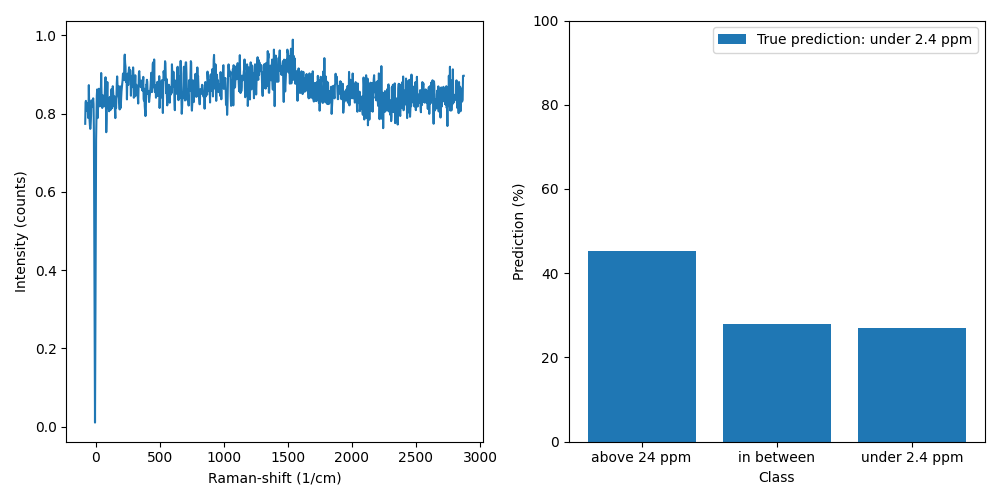 1.0
0.8
0.6
0.4
0.2
0.0
Intensity (counts)
0 500 1000 1500 2000 2500 3000
Raman-shift (1/cm)
100
80
60
40
20
0
Prediction (%)
True prediction: under 2.4 ppm
above 24 ppm in between under 2.4 ppm
Class